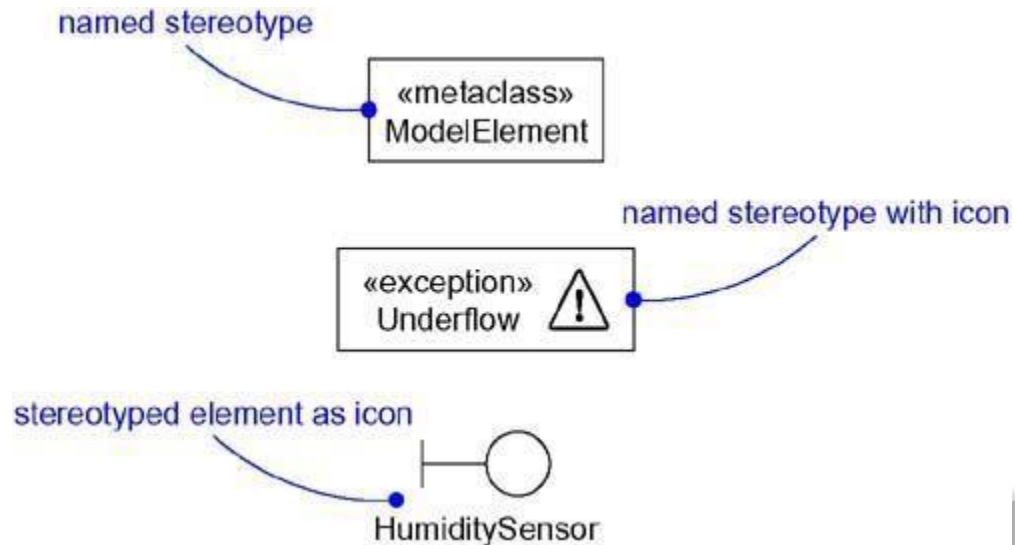 named stereotype
«metaclass»
ModelElement
named stereotype with icon
«exception»
Underflow
!
stereotyped element as icon
HumiditySensor